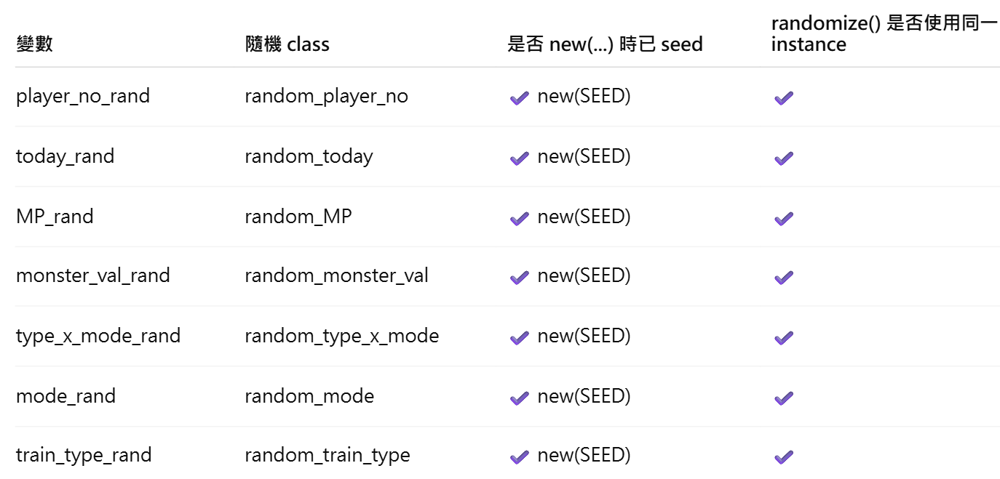 變數 隨機 class 是否 new(...) 時已 seed randomize() 是否使用同一
instance
player_no_rand random_player_no ✔ new(SEED) ✔
today_rand random_today ✔ new(SEED) ✔
MP_rand random_MP ✔ new(SEED) ✔
monster_val_rand random_monster_val ✔ new(SEED) ✔
type_x_mode_rand random_type_x_mode ✔ new(SEED) ✔
mode_rand random_mode ✔ new(SEED) ✔
train_type_rand random_train_type ✔ new(SEED) ✔